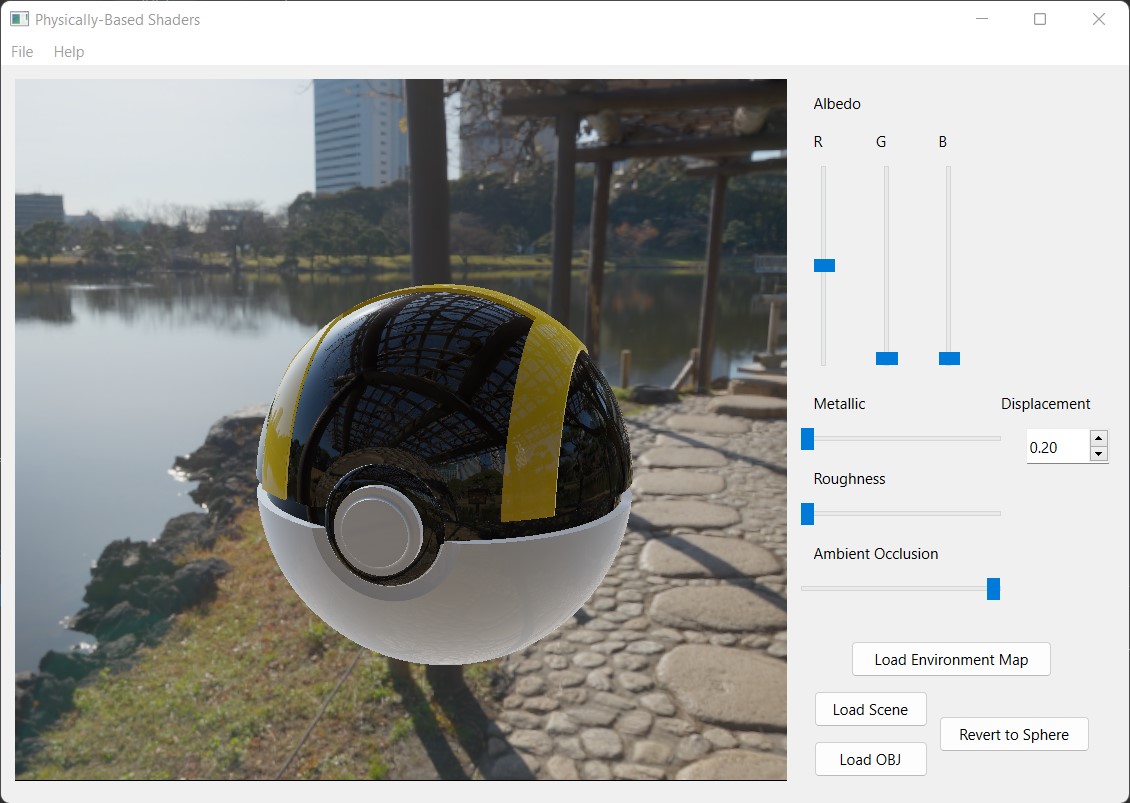 Physically-Based Shaders
File Help
Albedo
R G B
Metallic Displacement
0.20
Roughness
Ambient Occlusion
Load Environment Map
Load Scene
Revert to Sphere
Load OBJ